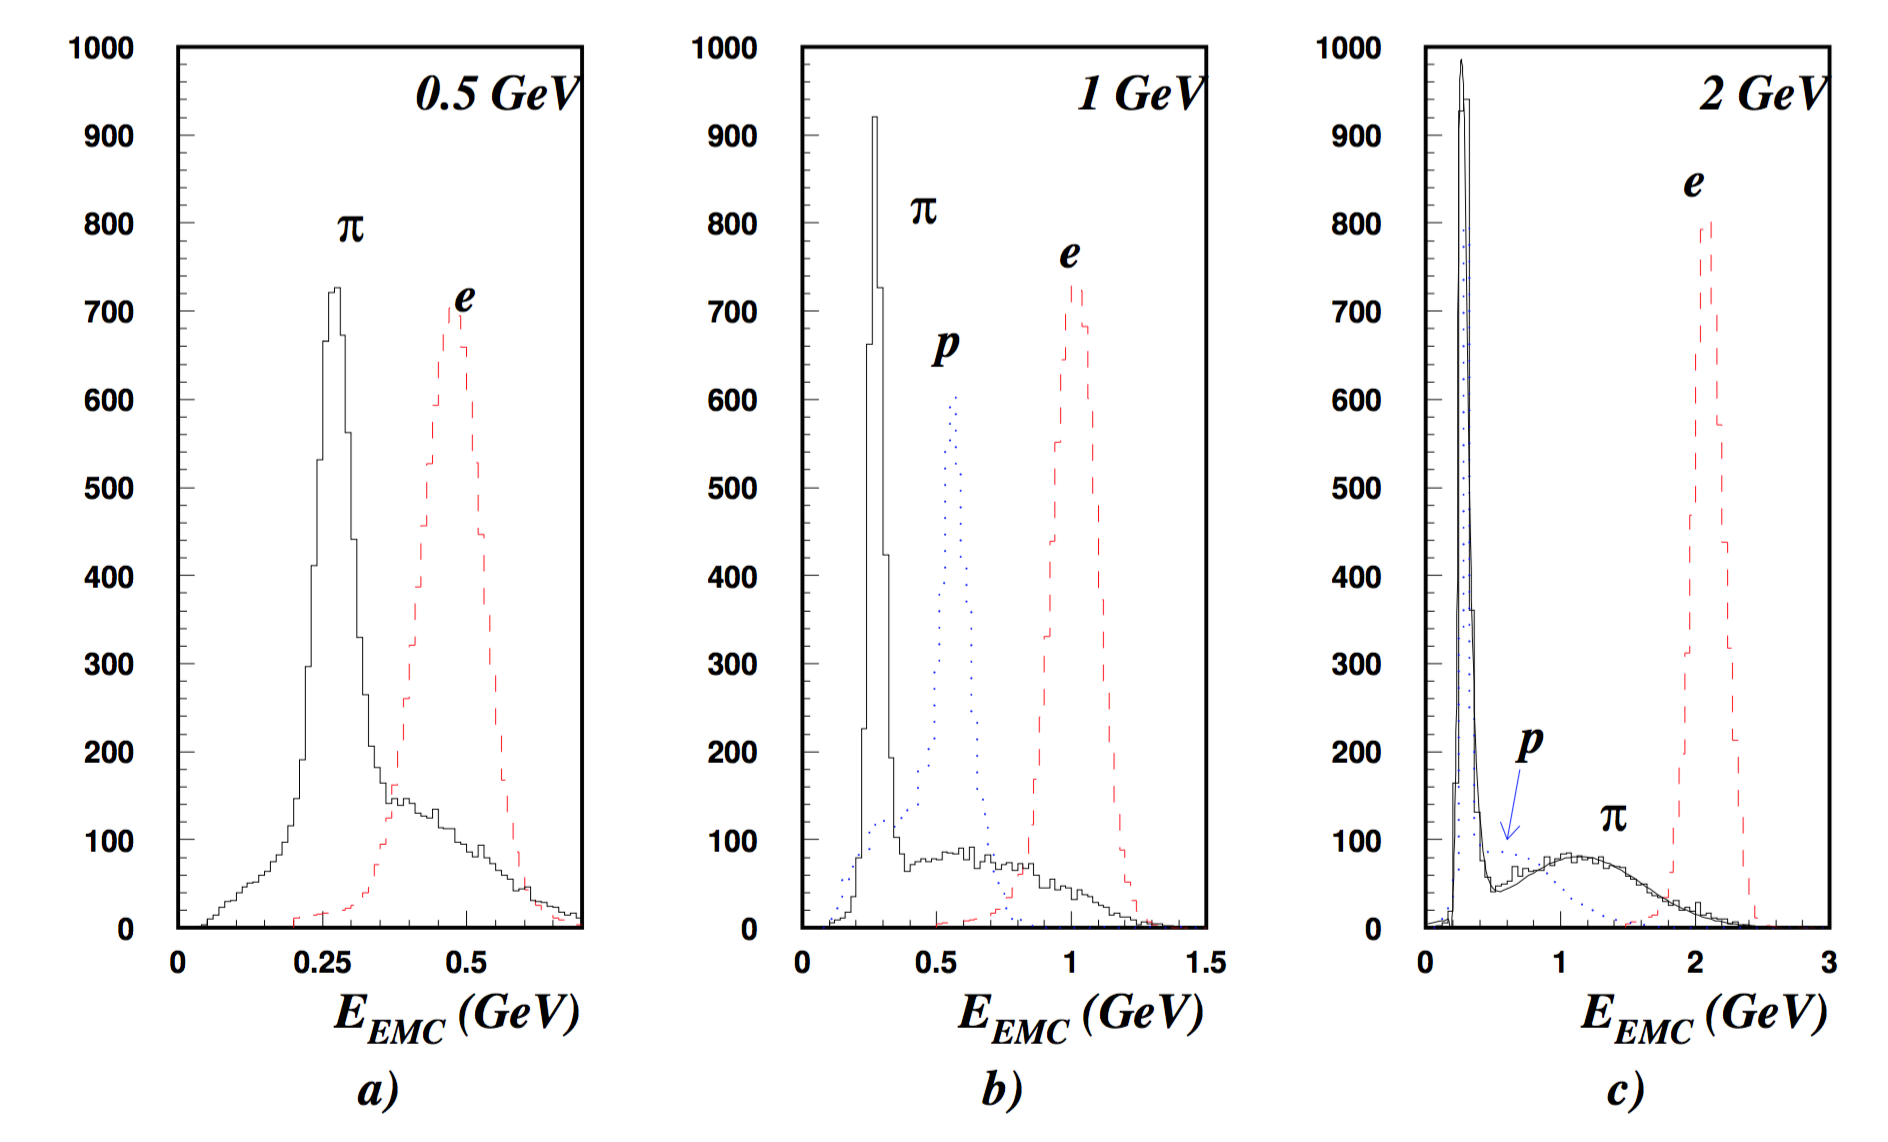 1000
900
800
700
600
500
400
300
200
100
0
0.5 GeV
π
e
0 0.25 0.5
E_EMC (GeV)
a)
1000
900
800
700
600
500
400
300
200
100
0
1 GeV
π
e
p
0 0.5 1 1.5
E_EMC (GeV)
b)
1000
900
800
700
600
500
400
300
200
100
0
2 GeV
e
p
π
0 1 2 3
E_EMC (GeV)
c)